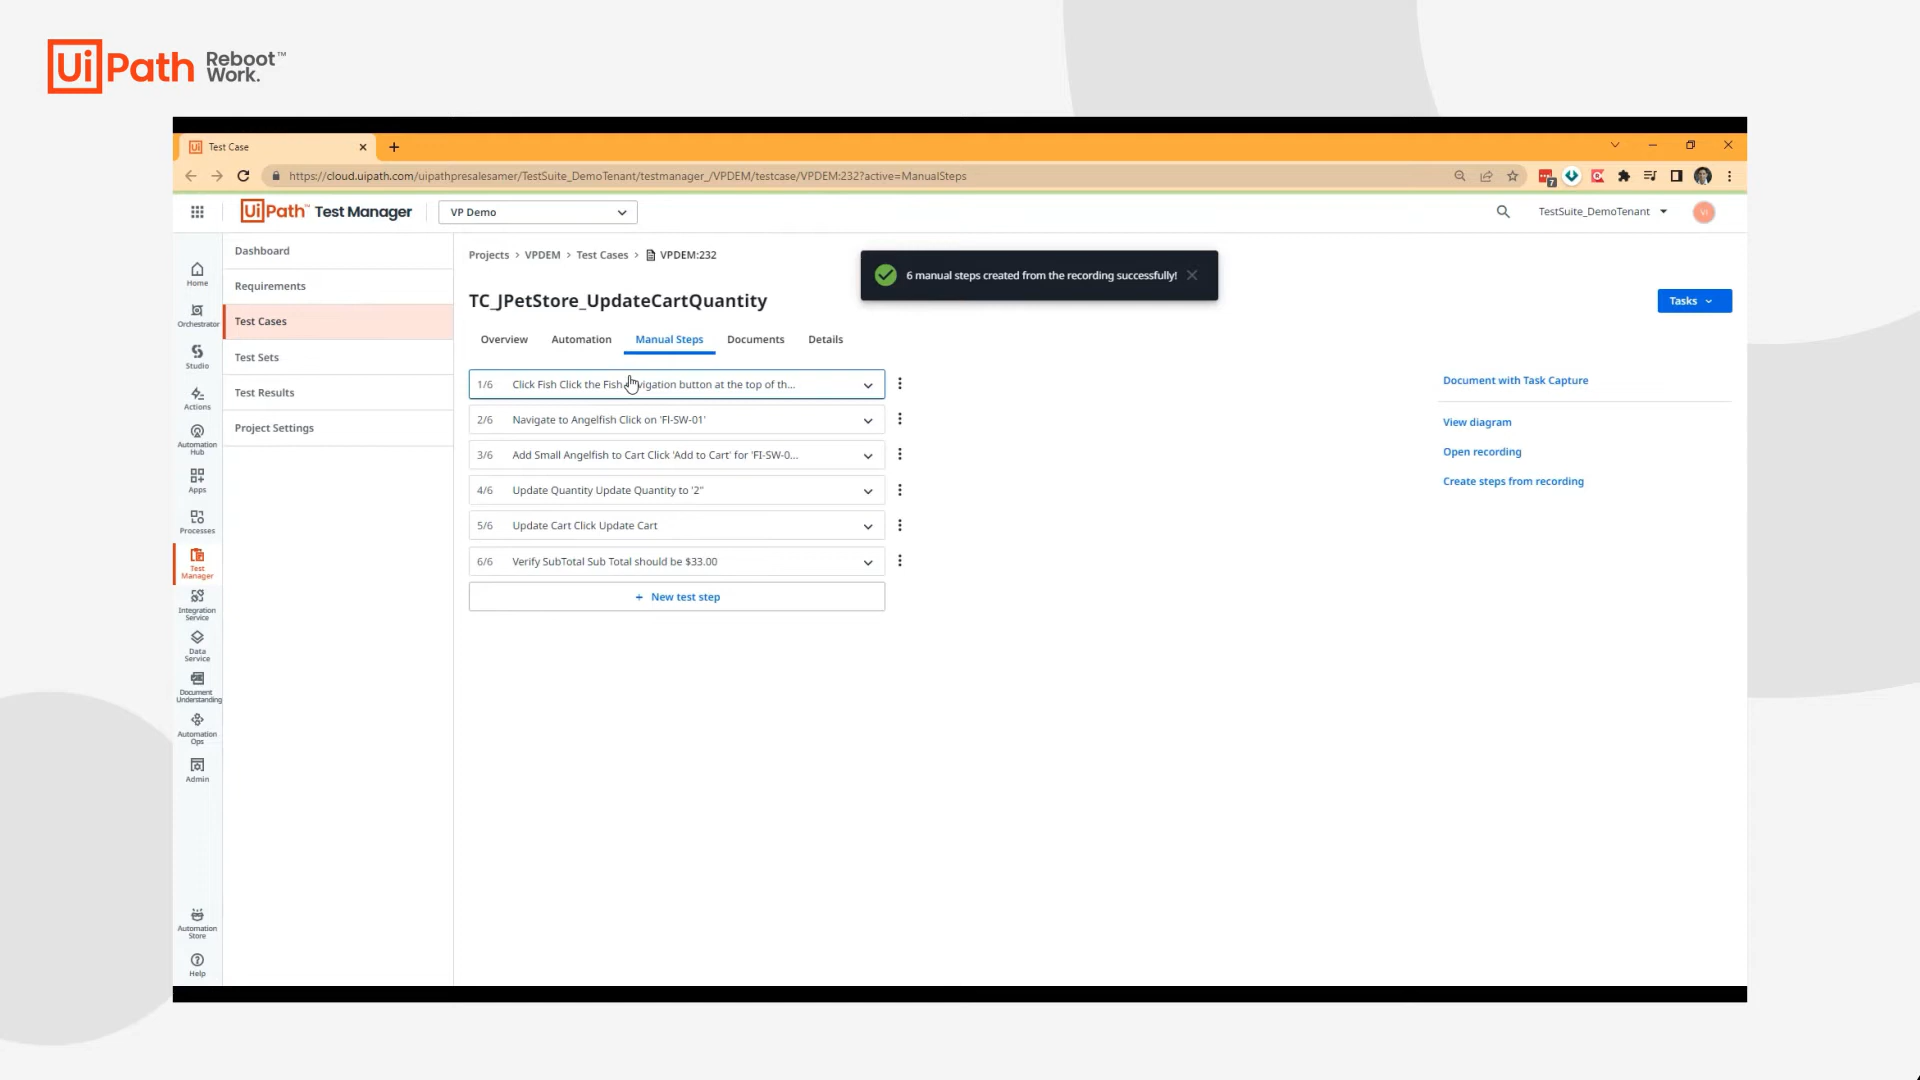 UiPath Reboot Work.™
Test Case
https://cloud.uipath.com/uipathpresalesamer/TestSuite_DemoTenant/testmanager_/VPDEM/testcase/VPDEM:232?active=ManualSteps
7
UiPath™ Test Manager
VP Demo
TestSuite_DemoTenant
VI
Home
Orchestrator
Studio
Actions
Automation Hub
Apps
Processes
Test Manager
Integration Service
Data Service
Document Understanding
Automation Ops
Admin
Automation Store
Help
Dashboard
Requirements
Test Cases
Test Sets
Test Results
Project Settings
Projects > VPDEM > Test Cases > VPDEM:232
6 manual steps created from the recording successfully!
TC_JPetStore_UpdateCartQuantity
Tasks
Overview Automation Manual Steps Documents Details
1/6 Click Fish Click the Fish button at the top of th...
2/6 Navigate to Angelfish Click on 'FI-SW-01'
3/6 Add Small Angelfish to Cart Click 'Add to Cart' for 'FI-SW-0...
4/6 Update Quantity Update Quantity to '2"
5/6 Update Cart Click Update Cart
6/6 Verify SubTotal Sub Total should be $33.00
+ New test step
Document with Task Capture
View diagram
Open recording
Create steps from recording